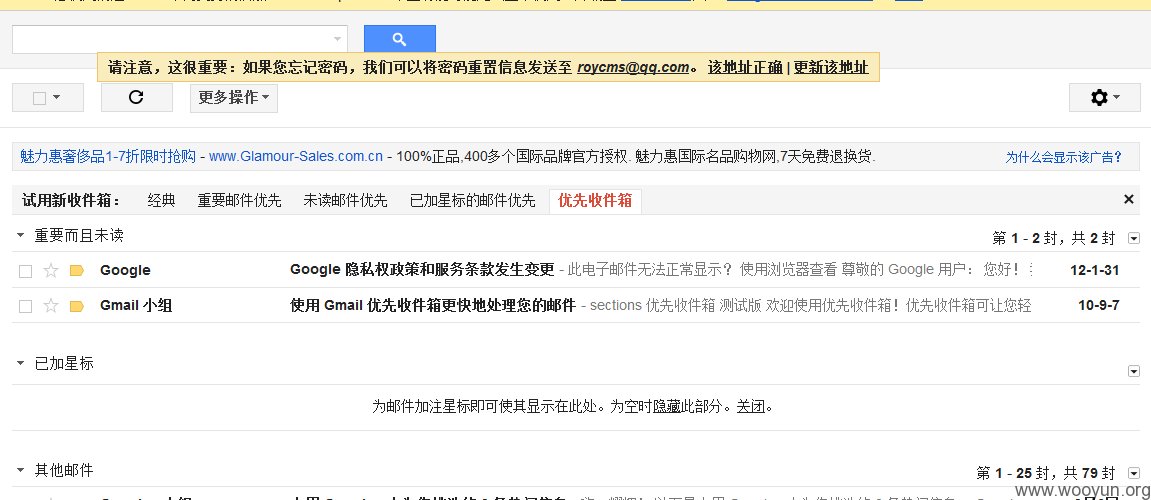 请注意，这很重要：如果您忘记密码，我们可以将密码重置信息发送至 roycms@qq.com。该地址正确 | 更新该地址
更多操作
魅力惠奢侈品1-7折限时抢购 - www.Glamour-Sales.com.cn - 100%正品,400多个国际品牌官方授权. 魅力惠国际名品购物网,7天免费退换货. 为什么会显示该广告?
试用新收件箱： 经典 重要邮件优先 未读邮件优先 已加星标的邮件优先 优先收件箱 ×
重要而且未读 第 1 - 2 封，共 2 封
Google Google 隐私权政策和服务条款发生变更 - 此电子邮件无法正常显示？ 使用浏览器查看 尊敬的 Google 用户： 您好！ 12-1-31
Gmail 小组 使用 Gmail 优先收件箱更快地处理您的邮件 - sections 优先收件箱 测试版 欢迎使用优先收件箱！优先收件箱可让您轻 10-9-7
已加星标
为邮件加注星标即可使其显示在此处。为空时隐藏此部分。关闭。
其他邮件 第 1 - 25 封，共 79 封
www.wooyun.org